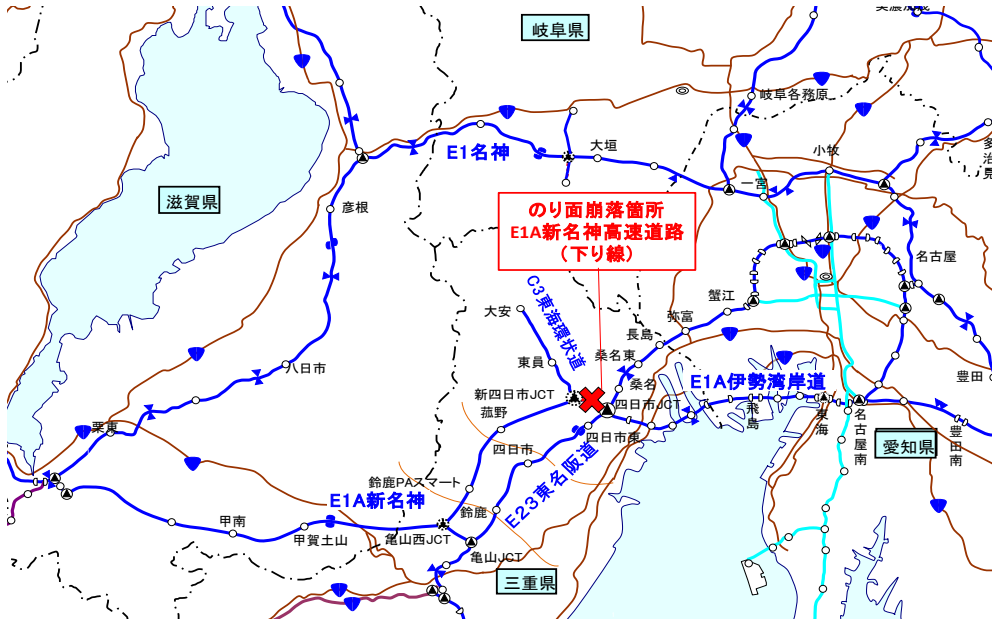 岐阜県
美濃加茂
岐阜各務原
E1名神
大垣
小牧
多治見
一宮
滋賀県
彦根
のり面崩落箇所
E1A新名神高速道路
（下り線）
名古屋
C3東海環状道
大安
蟹江
弥富
長島
東員
桑名東
八日市
桑名
E1A伊勢湾岸道
豊田
新四日市JCT
四日市JCT
菰野
飛島
東海
名古屋南
豊田南
栗東
四日市東
四日市
愛知県
鈴鹿PAスマート
E23東名阪道
E1A新名神
鈴鹿
甲南
甲賀土山
亀山西JCT
亀山JCT
三重県